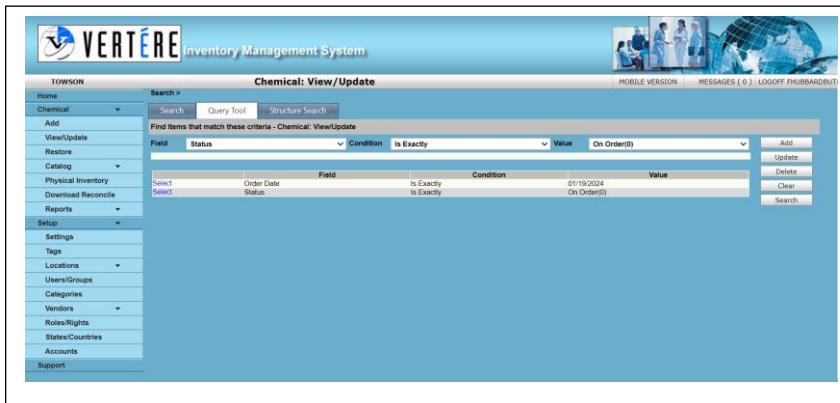 VERTÉRE Inventory Management System
TOWSON Chemical: View/Update MOBILE VERSION MESSAGES ( 0 ) LOGOFF FHUBBARDBUT
Home
Search >
Chemical
Search Query Tool Structure Search
Add
Find Items that match these criteria - Chemical: View/Update
View/Update
Field Status Condition Is Exactly Value On Order(0) Add
Restore
Update
Catalog
Field Condition Value Delete
Physical Inventory
Select Order Date Is Exactly 01/19/2024 Clear
Download Reconcile
Select Status Is Exactly On Order(0)
Search
Reports
Setup
Settings
Tags
Locations
Users/Groups
Categories
Vendors
Roles/Rights
States/Countries
Accounts
Support